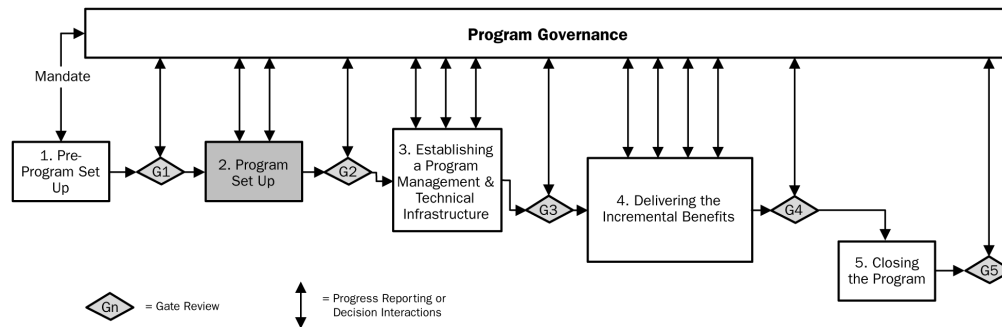 Program Governance
Mandate
1. Pre-
Program Set
Up
G1
2. Program
Set Up
G2
3. Establishing
a Program
Management &
Technical
Infrastructure
G3
4. Delivering the
Incremental Benefits
G4
5. Closing
the Program
G5
Gn
= Gate Review
= Progress Reporting or
Decision Interactions